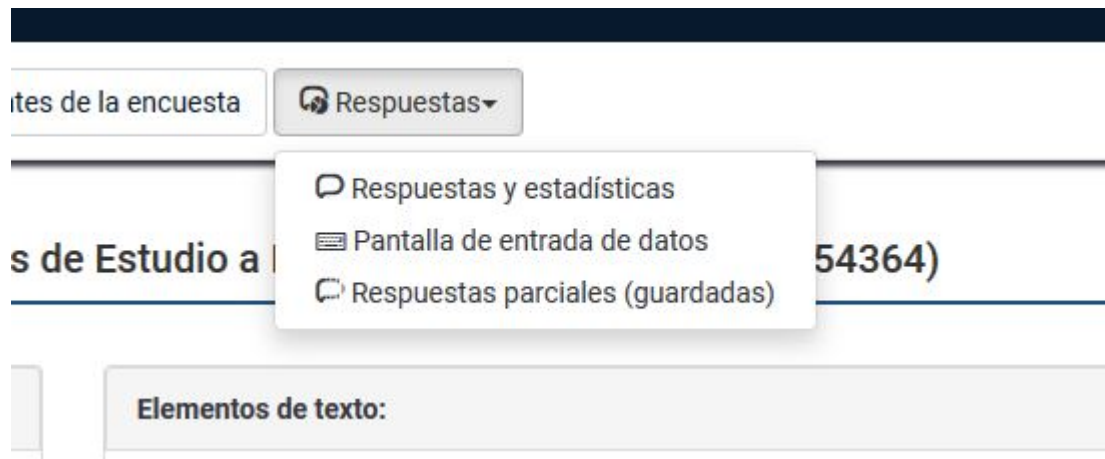 de la encuesta
Respuestas
Respuestas y estadísticas
Pantalla de entrada de datos
Respuestas parciales (guardadas)
de Estudio a
54364)
Elementos de texto: